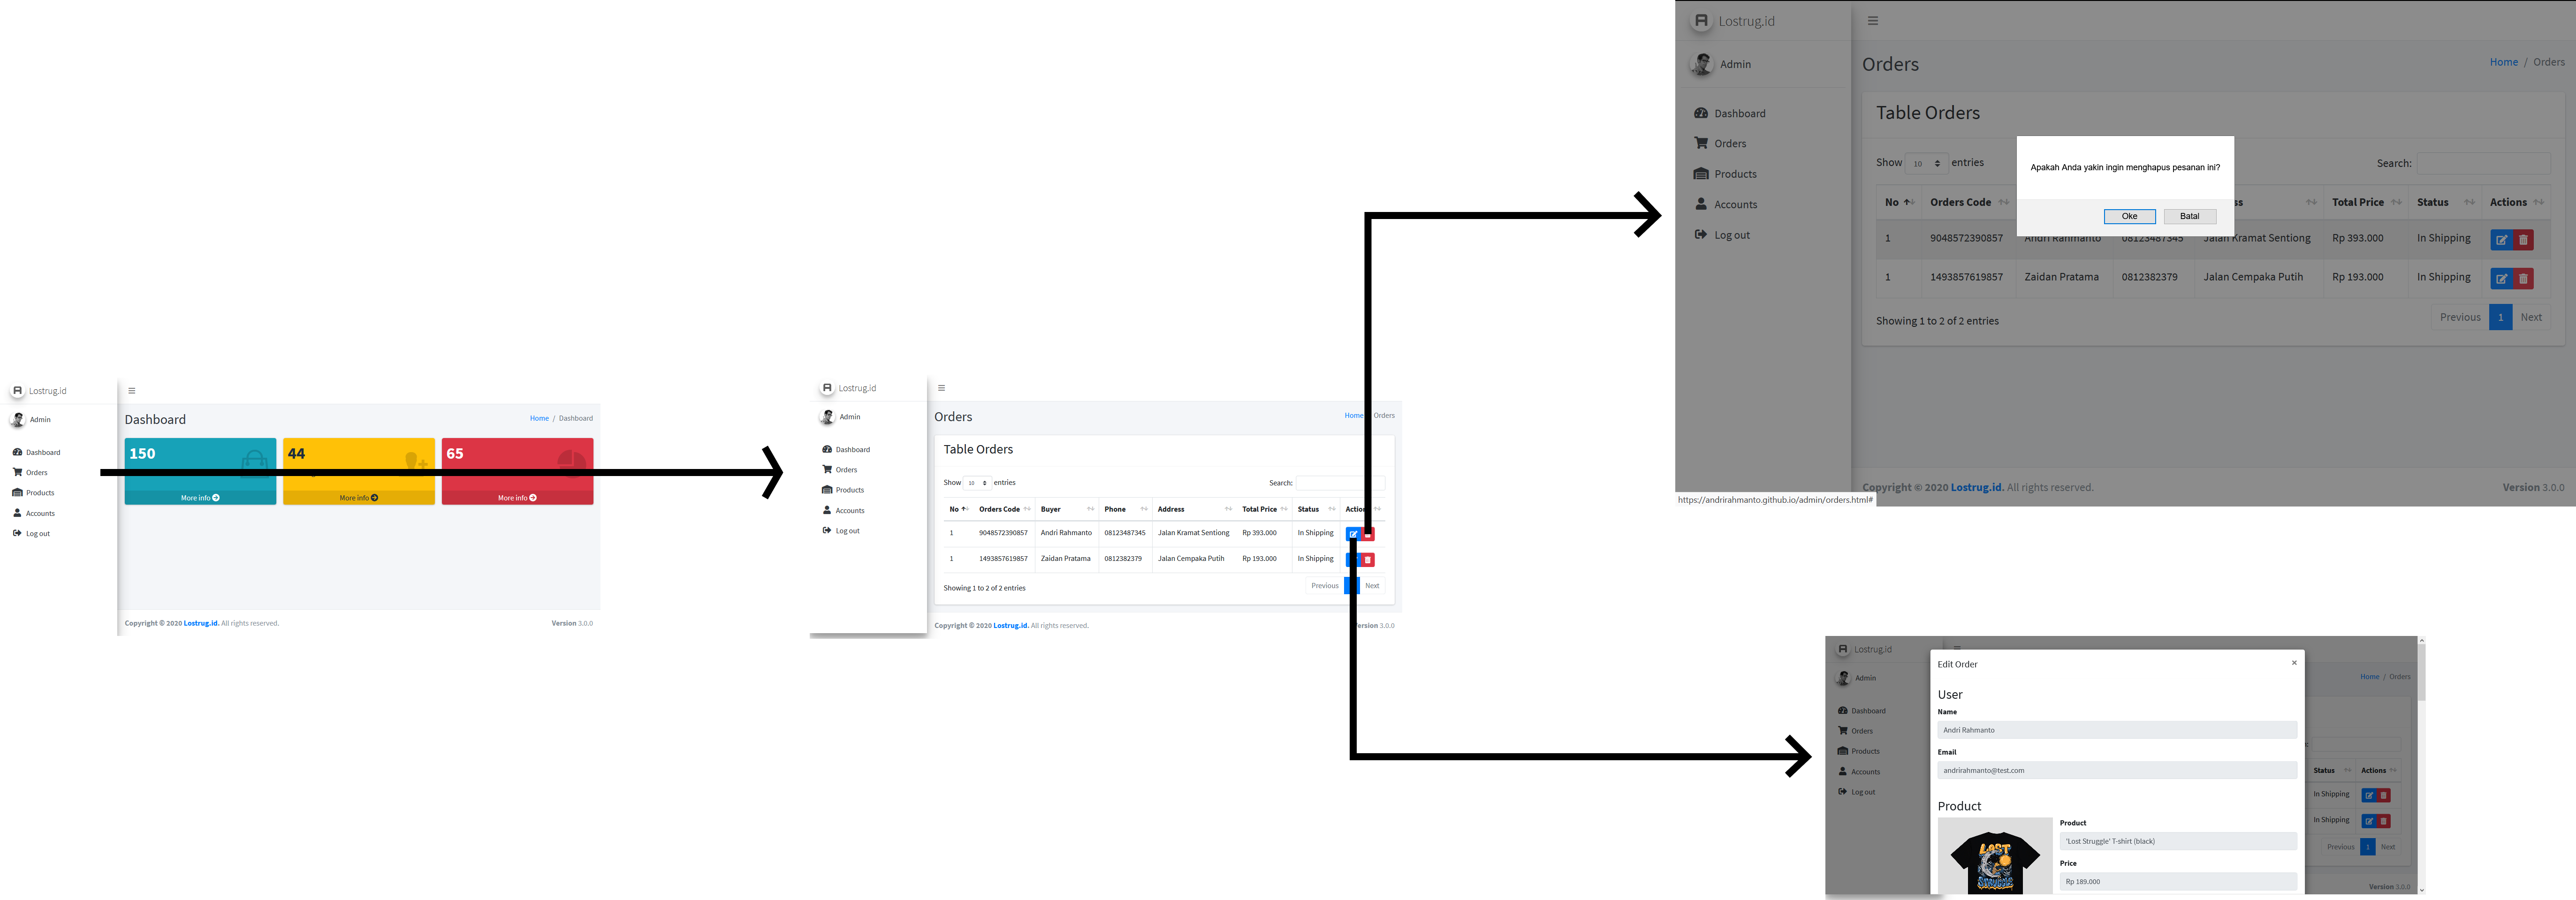 Lostrug.id
Admin
Dashboard
Orders
Products
Accounts
Log out
Dashboard
Home / Dashboard
150
More info
44
More info
65
More info
Copyright © 2020 Lostrug.id. All rights reserved.
Version 3.0.0
Lostrug.id
Admin
Dashboard
Orders
Products
Accounts
Log out
Orders
Home Orders
Table Orders
Show 10 entries
Search:
No Orders Code Buyer Phone Address Total Price Status
1 9048572390857 Andri Rahmanto 08123487345 Jalan Kramat Sentiong Rp 393.000 In Shipping
1 1493857619857 Zaidan Pratama 0812382379 Jalan Cempaka Putih Rp 193.000 In Shipping
Showing 1 to 2 of 2 entries
Previous Next
Copyright © 2020 Lostrug.id. All rights reserved.
3.0.0
Lostrug.id
Admin
Dashboard
Orders
Products
Accounts
Log out
Orders
Home / Orders
Table Orders
Show 10 entries
Search:
Apakah Anda yakin ingin menghapus pesanan ini?
Oke Batal
No Orders Code Total Price Status Actions
1 9048572390857 Andri Rahmanto 08123487345 Jalan Kramat Sentiong Rp 393.000 In Shipping
1 1493857619857 Zaidan Pratama 0812382379 Jalan Cempaka Putih Rp 193.000 In Shipping
Showing 1 to 2 of 2 entries
Previous 1 Next
Copyright © 2020 Lostrug.id. All rights reserved.
Version 3.0.0
https://andrirahmanto.github.io/admin/orders.html#
Lostrug.id
Admin
Dashboard
Orders
Products
Accounts
Log out
Home / Orders
Edit Order ×
User
Name
Andri Rahmanto
Email
andrirahmanto@test.com
Product
LOST
STRUGGLE
Product
'Lost Struggle' T-shirt (black)
Price
Rp 189.000
Status Actions
In Shipping
In Shipping
Previous 1 Next
Version 3.0.0